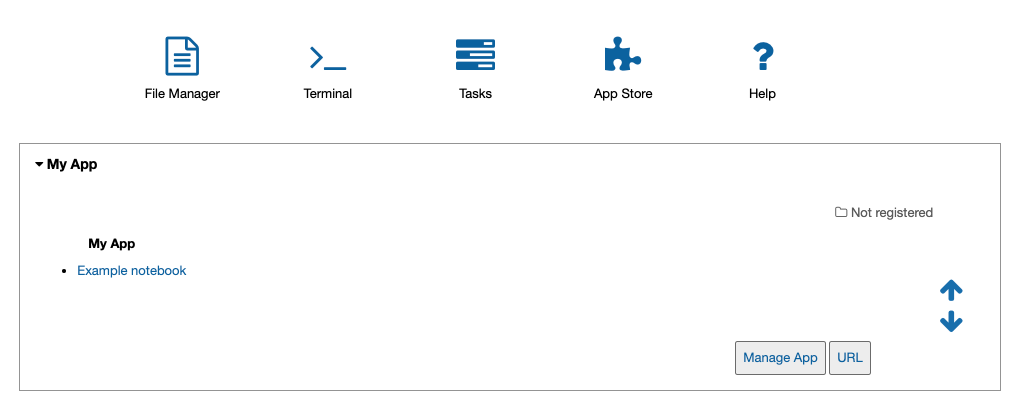 File Manager
Terminal
Tasks
App Store
Help
My App
Not registered
My App
Example notebook
Manage App
URL